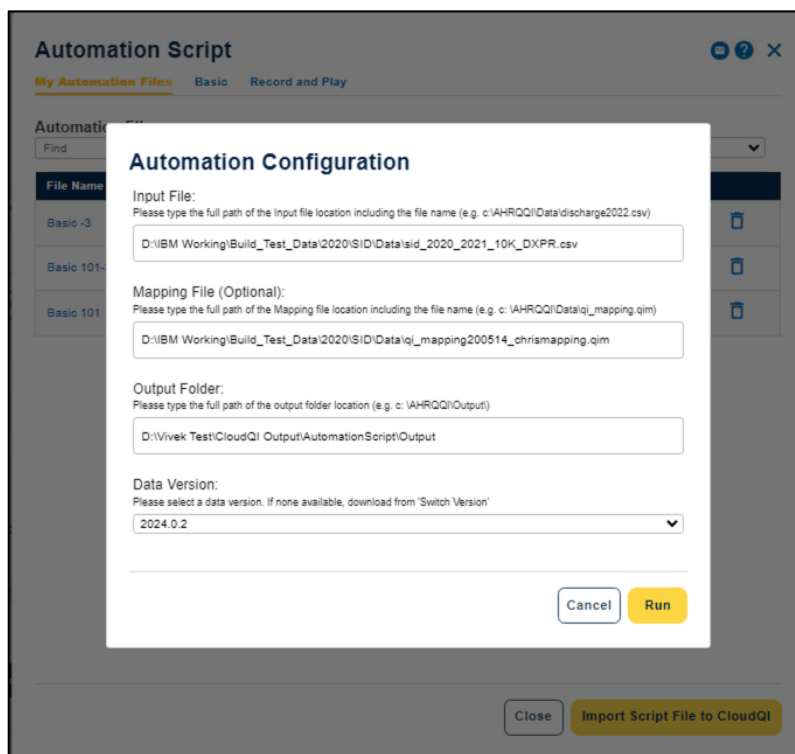 Automation Script
My Automation Files Basic Record and Play
Automatic
Find
File Name
Basic -3
Basic 101-
Basic 101
Automation Configuration
Input File:
Please type the full path of the Input file location including the file name (e.g. c:\AHRQQI\Data\discharge2022.csv)
D:\IBM Working\Build_Test_Data\2020\SID\Data\sid_2020_2021_10K_DXPR.csv
Mapping File (Optional):
Please type the full path of the Mapping file location including the file name (e.g. c: \AHRQQI\Data\qi_mapping.qim)
D:\IBM Working\Build_Test_Data\2020\SID\Data\qi_mapping200514_chrismapping.qim
Output Folder:
Please type the full path of the output folder location (e.g. c: \AHRQQI\Output\)
D:\Vivek Test\CloudQI Output\AutomationScript\Output
Data Version:
Please select a data version. If none available, download from 'Switch Version'
2024.0.2
Cancel Run
Close Import Script File to CloudQI